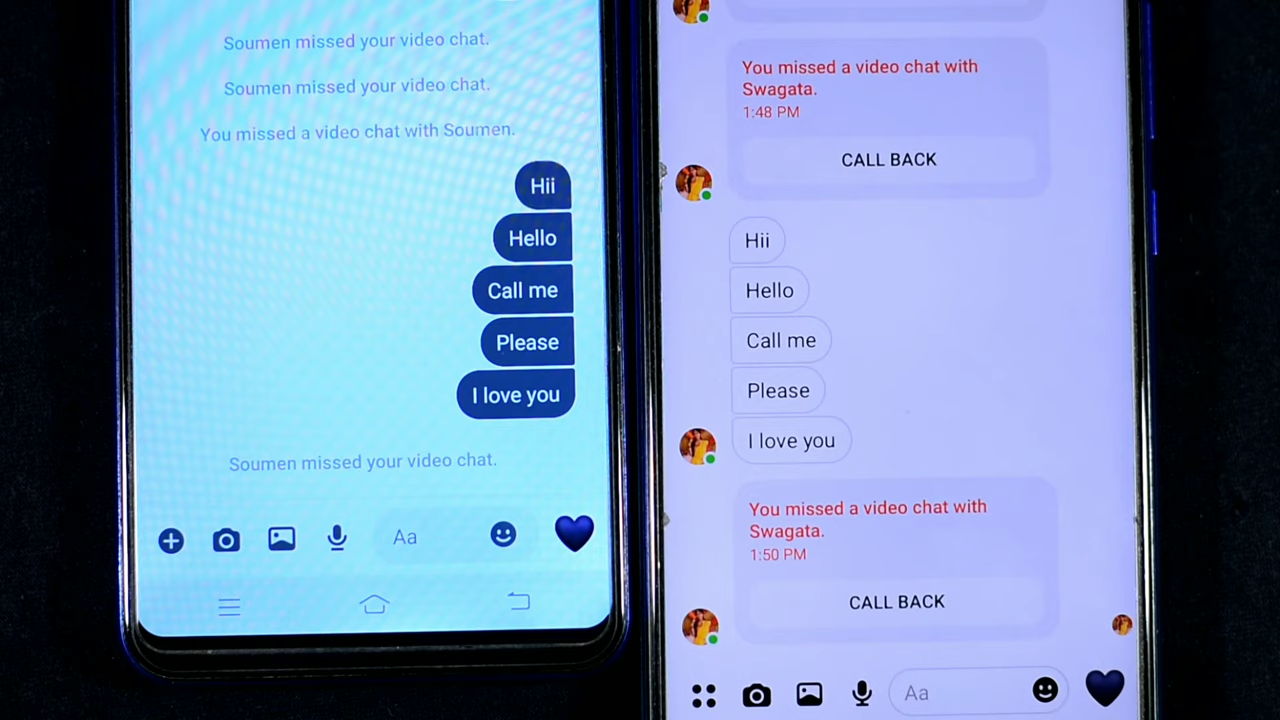 Soumen missed your video chat.
Soumen missed your video chat.
You missed a video chat with Soumen.
Hii
Hello
Call me
Please
I love you
Soumen missed your video chat.
Aa
You missed a video chat with
Swagata.
1:48 PM
CALL BACK
Hii
Hello
Call me
Please
I love you
You missed a video chat with
Swagata.
1:50 PM
CALL BACK
Aa